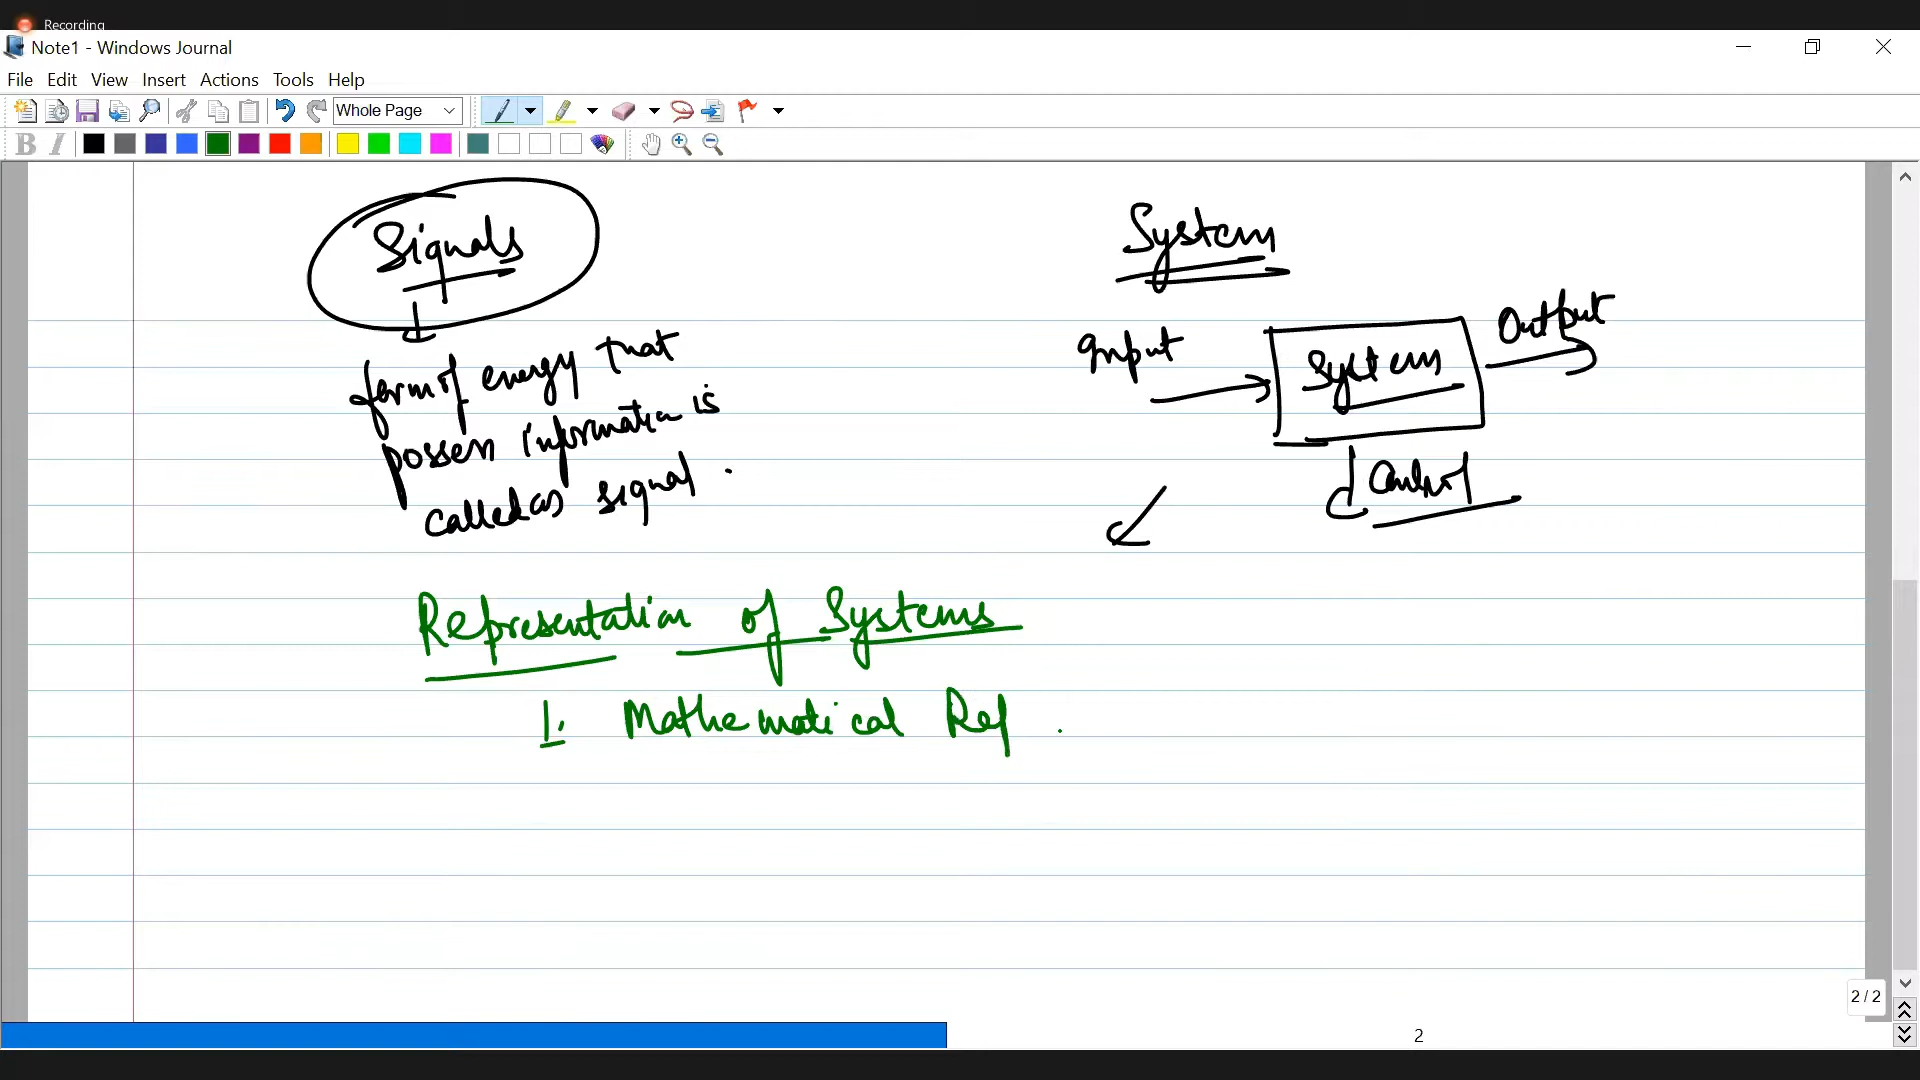 Recording
Note1 - Windows Journal
File Edit View Insert Actions Tools Help
Whole Page
B I
Signals
form of energy that
possess information is
called as signal .
System
Input
System
Output
Control
Representation of Systems
1. Mathematical Rep .
2 / 2
2